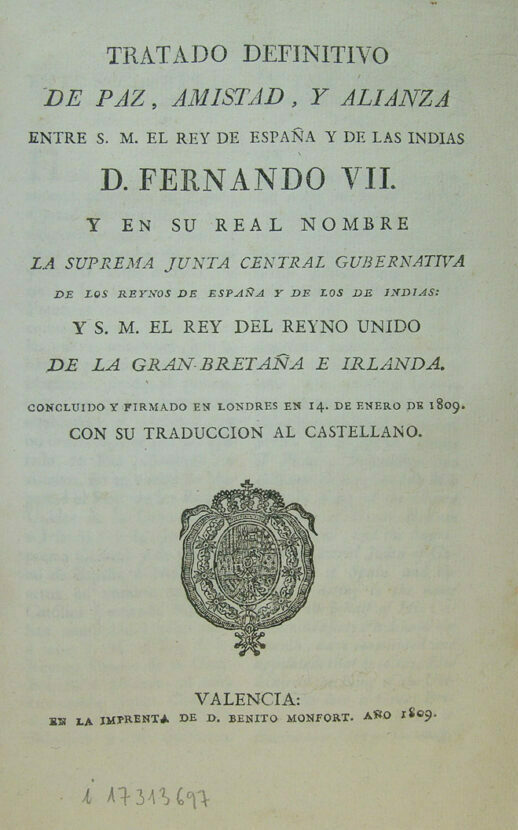 TRATADO DEFINITIVO
DE PAZ, AMISTAD, Y ALIANZA
ENTRE S. M. EL REY DE ESPAÑA Y DE LAS INDIAS
D. FERNANDO VII.
Y EN SU REAL NOMBRE
LA SUPREMA JUNTA CENTRAL GUBERNATIVA
DE LOS REYNOS DE ESPAÑA Y DE LOS DE INDIAS:
Y S. M. EL REY DEL REYNO UNIDO
DE LA GRAN-BRETAÑA E IRLANDA.
CONCLUIDO Y FIRMADO EN LONDRES EN 14. DE ENERO DE 1809.
CON SU TRADUCCION AL CASTELLANO.
VALENCIA:
EN LA IMPRENTA DE D. BENITO MONFORT. AÑO 1809.
i 17313697